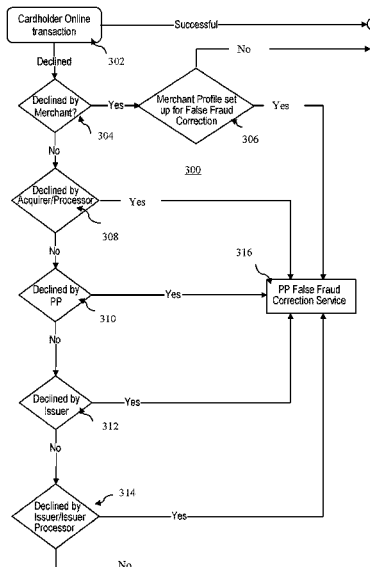 Cardholder Online
transaction
Successful
302
Declined
No
Declined by
Merchant?
Yes
Merchant Profile set
up for False Fraud
Correction
Yes
304
306
No
300
Declined by
Acquirer/Processor
Yes
308
316
No
PP False Fraud
Correction Service
Declined by
PP
Yes
310
No
Declined by
Issuer
Yes
312
No
314
Declined by
Issuer/Issuer
Processor
Yes
No